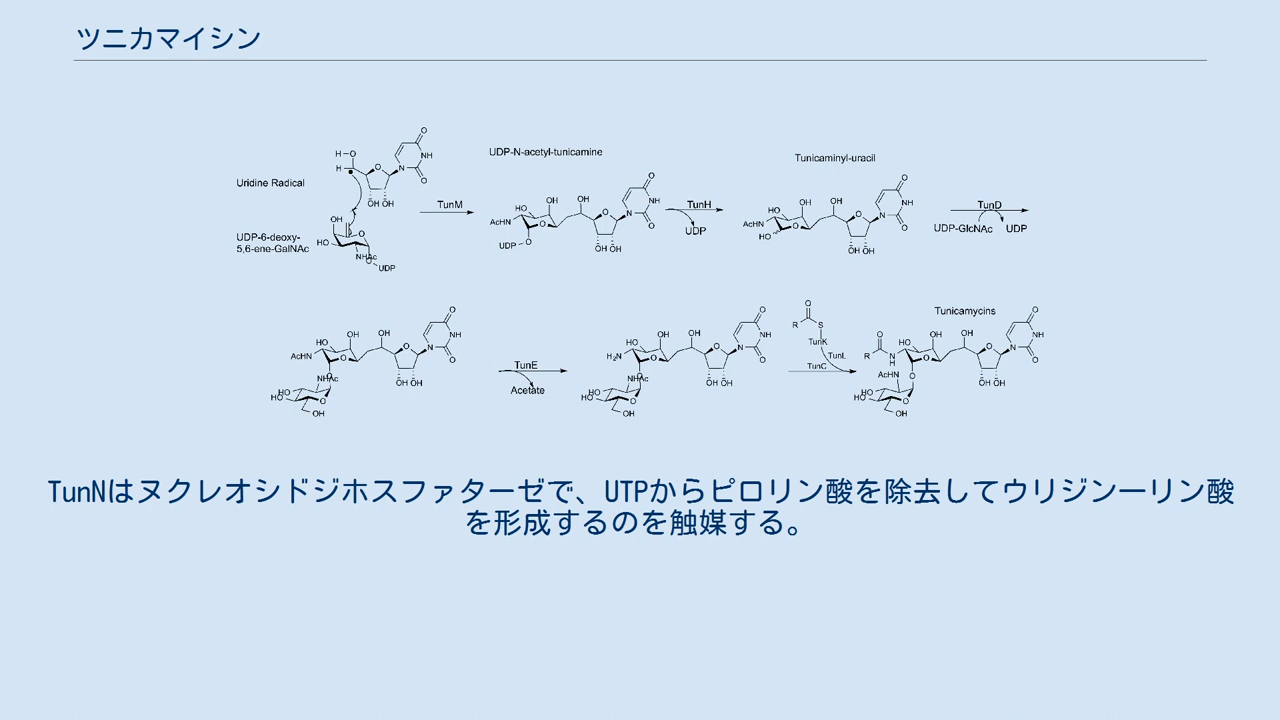 ツニカマイシン
Uridine Radical
UDP-6-deoxy-
5,6-ene-GalNAc
TunM
UDP-N-acetyl-tunicamine
TunH
UDP
Tunicaminyl-uracil
TunD
UDP-GlcNAc
UDP
TunE
Acetate
TunK
TunL
TunC
Tunicamycins
TunNはヌクレオシドジホスファターゼで、UTPからピロリン酸を除去してウリジン一リン酸
を形成するのを触媒する。